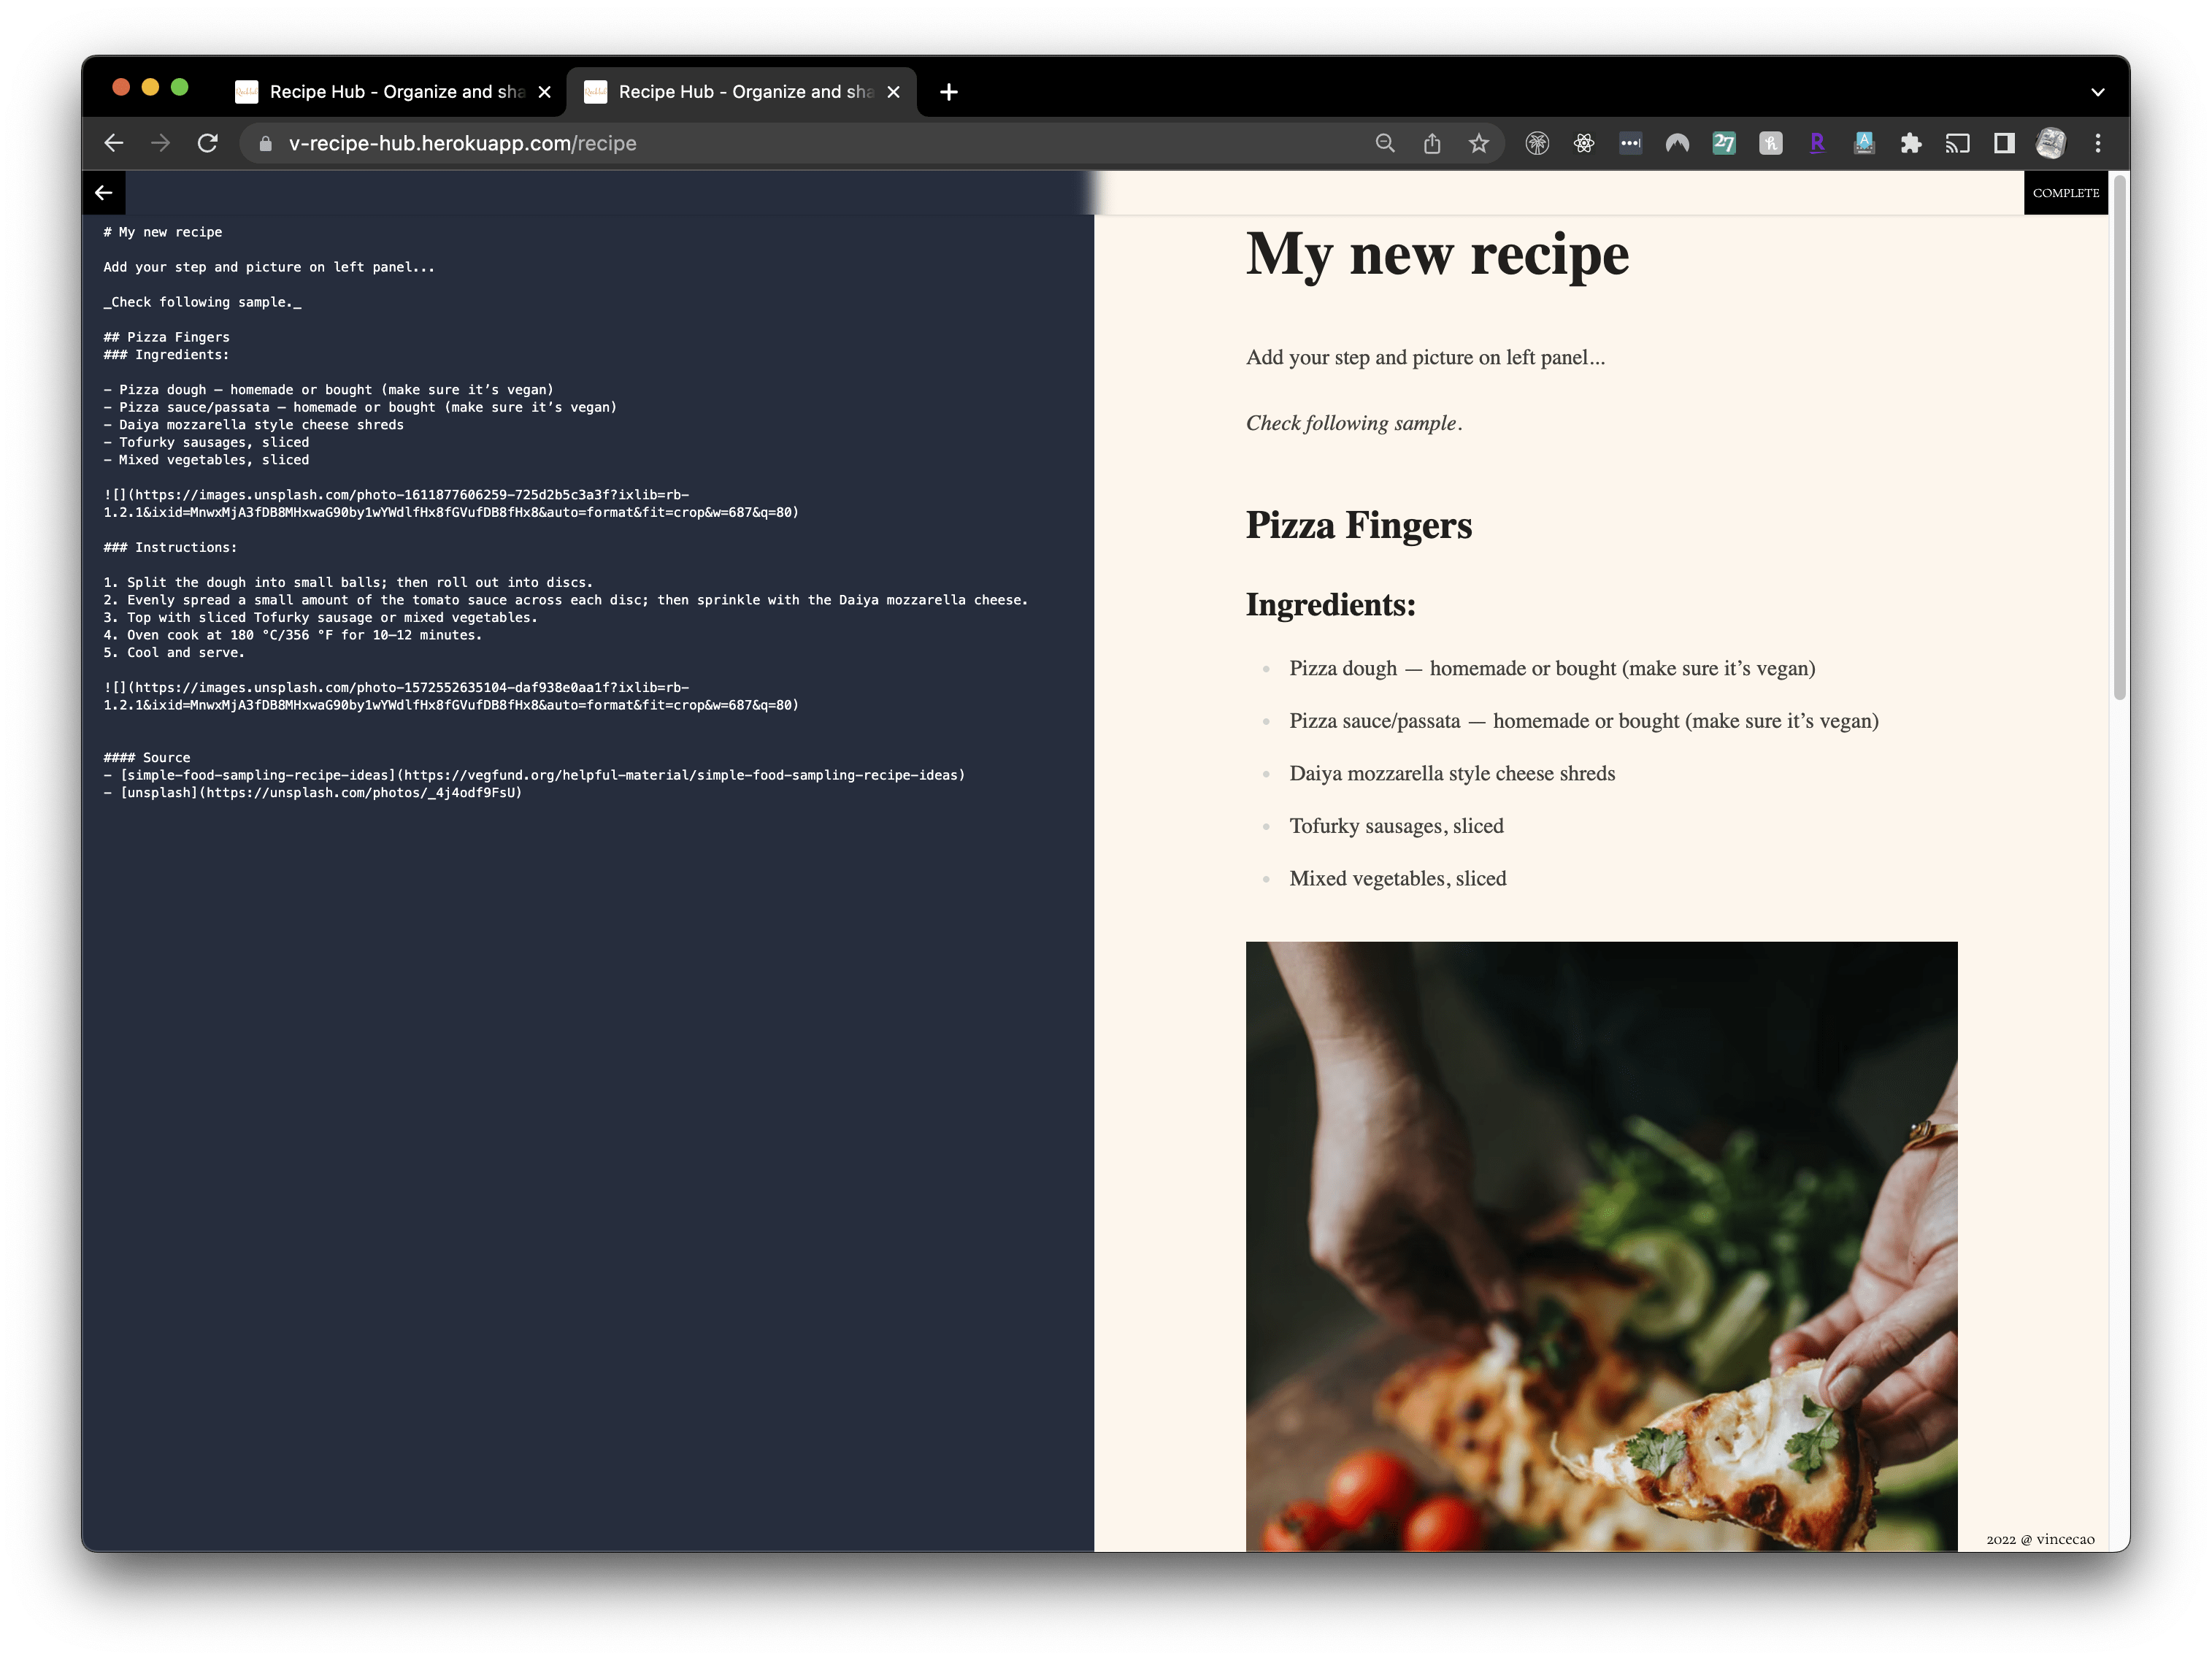 Recipe Hub - Organize and sha
Recipe Hub - Organize and sha
v-recipe-hub.herokuapp.com/recipe
27
R
A
COMPLETE
# My new recipe
Add your step and picture on left panel...
_Check following sample._
## Pizza Fingers
### Ingredients:
- Pizza dough — homemade or bought (make sure it’s vegan)
- Pizza sauce/passata — homemade or bought (make sure it’s vegan)
- Daiya mozzarella style cheese shreds
- Tofurky sausages, sliced
- Mixed vegetables, sliced
![](https://images.unsplash.com/photo-1611877606259-725d2b5c3a3f?ixlib=rb-
1.2.1&ixid=MnwxMjA3fDB8MHxwaG90by1wYWdlfHx8fGVufDB8fHx8&auto=format&fit=crop&w=687&q=80)
### Instructions:
1. Split the dough into small balls; then roll out into discs.
2. Evenly spread a small amount of the tomato sauce across each disc; then sprinkle with the Daiya mozzarella cheese.
3. Top with sliced Tofurky sausage or mixed vegetables.
4. Oven cook at 180 °C/356 °F for 10–12 minutes.
5. Cool and serve.
![](https://images.unsplash.com/photo-1572552635104-daf938e0aa1f?ixlib=rb-
1.2.1&ixid=MnwxMjA3fDB8MHxwaG90by1wYWdlfHx8fGVufDB8fHx8&auto=format&fit=crop&w=687&q=80)
#### Source
- [simple-food-sampling-recipe-ideas](https://vegfund.org/helpful-material/simple-food-sampling-recipe-ideas)
- [unsplash](https://unsplash.com/photos/_4j4odf9FsU)
My new recipe
Add your step and picture on left panel...
Check following sample.
Pizza Fingers
Ingredients:
Pizza dough — homemade or bought (make sure it’s vegan)
Pizza sauce/passata — homemade or bought (make sure it’s vegan)
Daiya mozzarella style cheese shreds
Tofurky sausages, sliced
Mixed vegetables, sliced
2022 @ vincecao